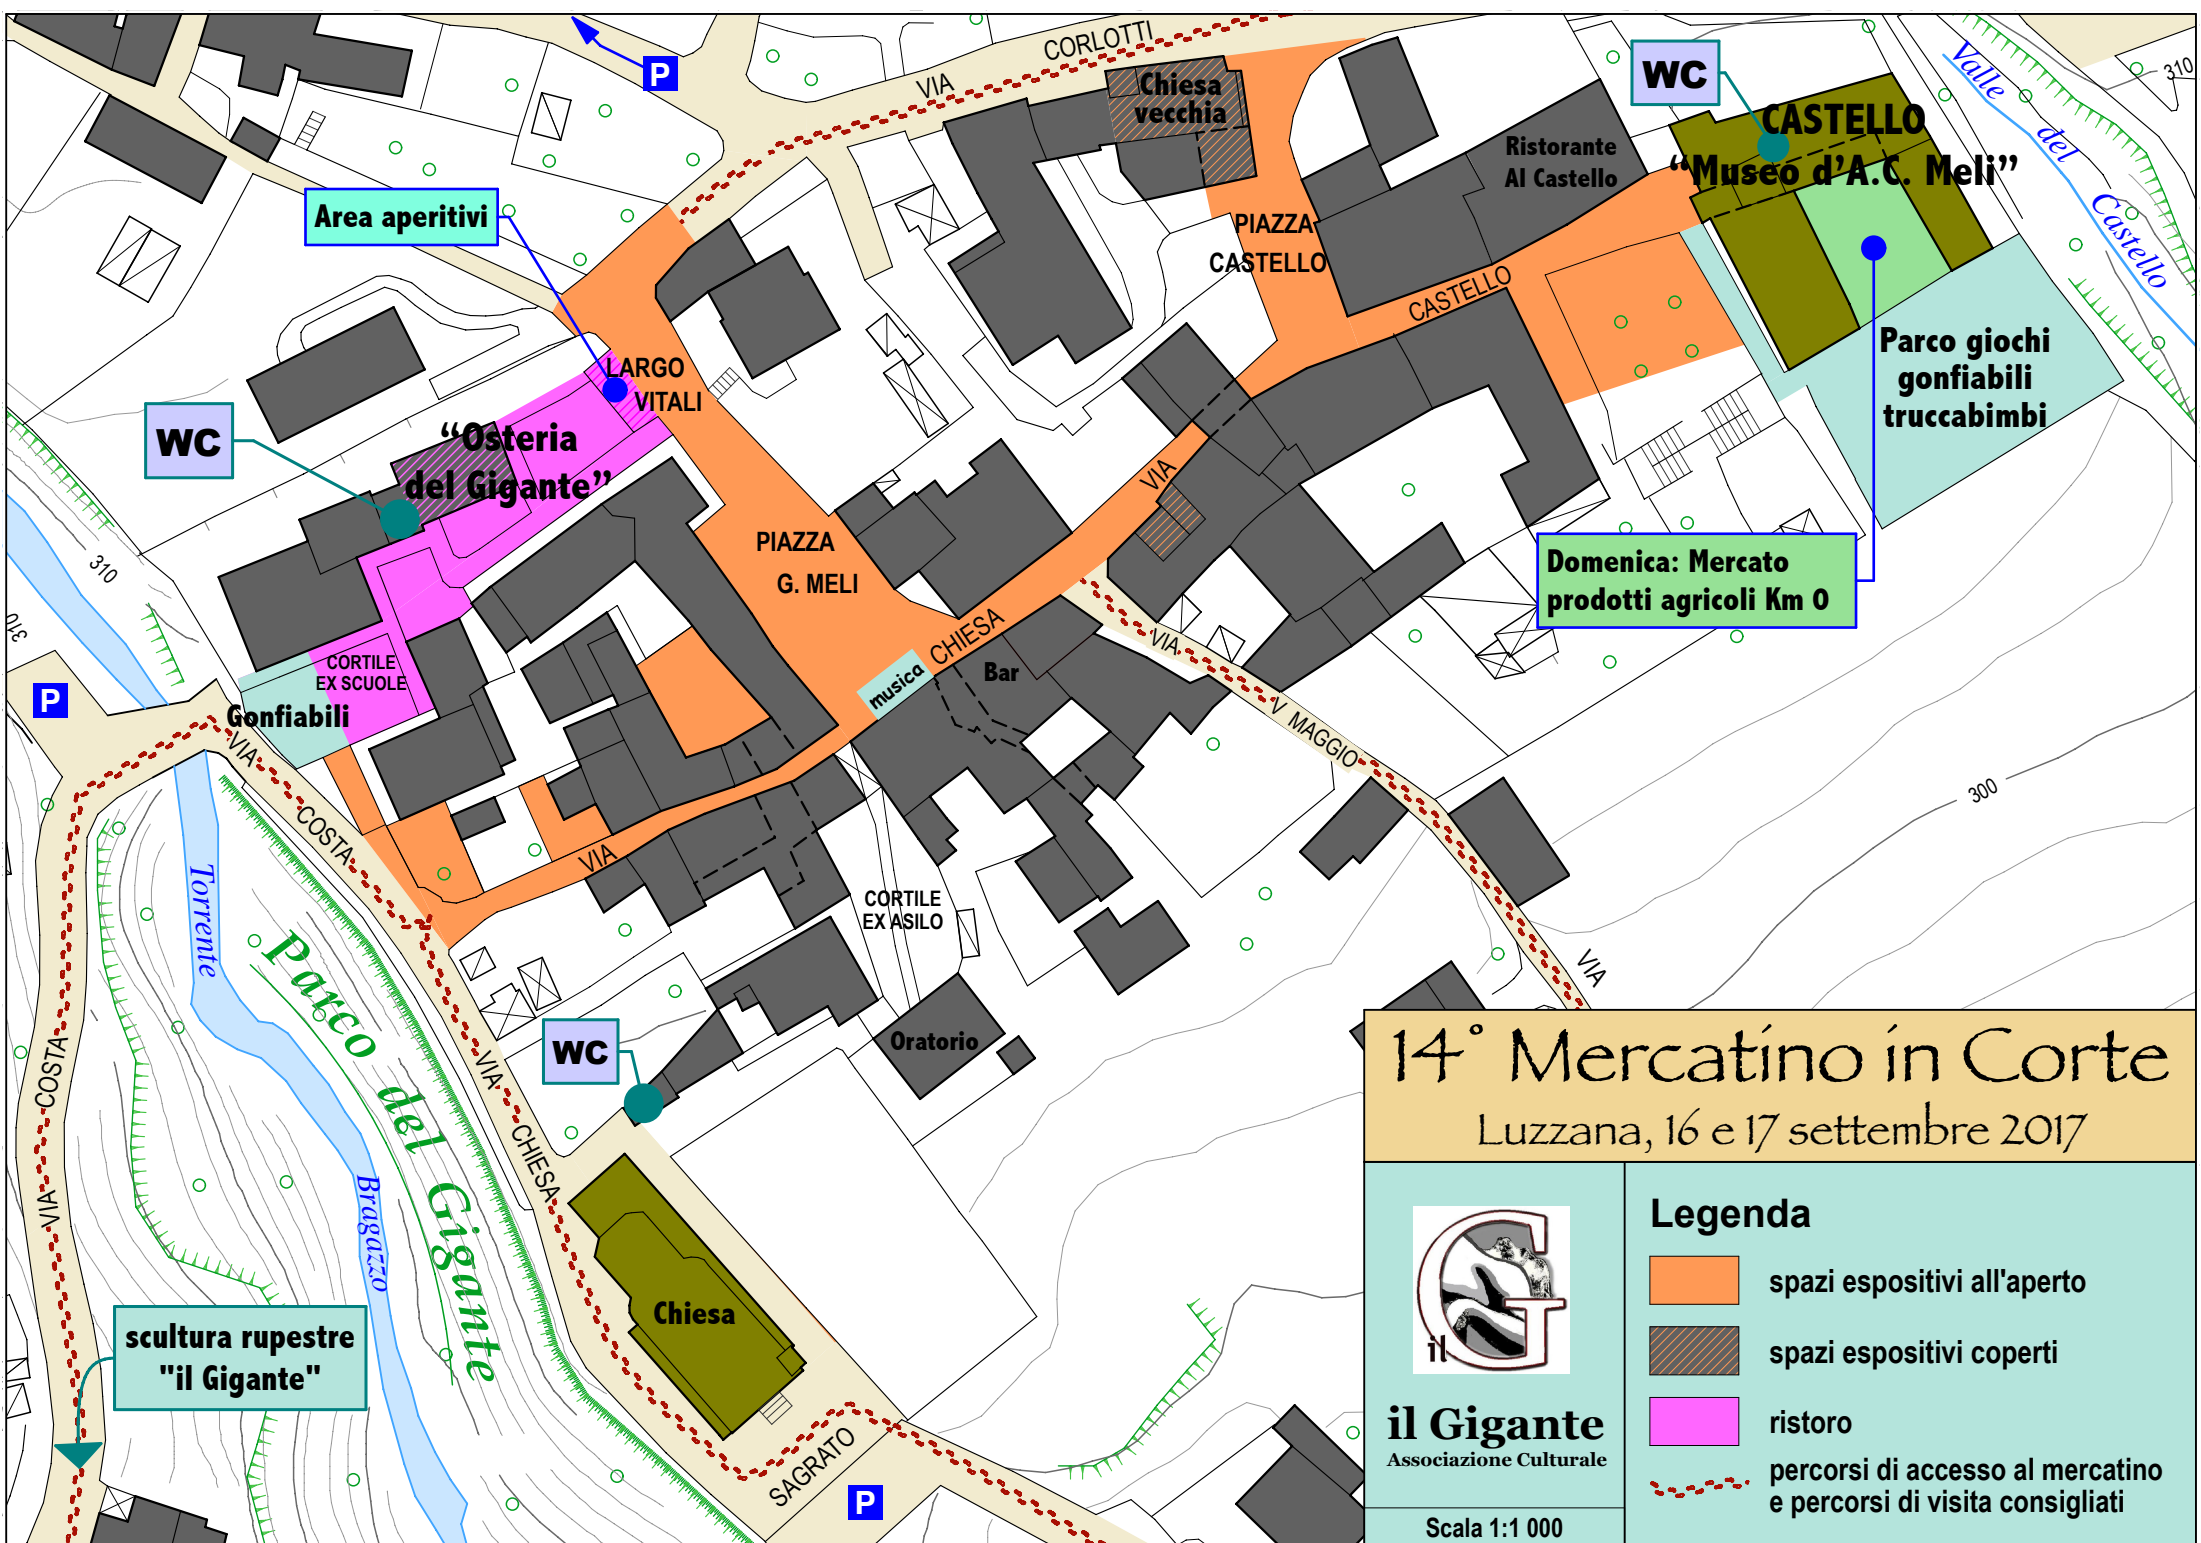 P
VIA CORLOTTI
Chiesa
vecchia
WC
CASTELLO
“Museo d'A.C. Meli”
Valle del Castello
310
Ristorante
Al Castello
Area aperitivi
PIAZZA
CASTELLO
CASTELLO
LARGO
VITALI
Parco giochi
gonfiabili
truccabimbi
WC
“Osteria
del Gigante”
VIA
310
310
PIAZZA
G. MELI
Domenica: Mercato
prodotti agricoli Km 0
CHIESA
VIA
Bar
musica
CORTILE
EX SCUOLE
P
Gonfiabili
V MAGGIO
VIA
COSTA
300
VIA
CORTILE
EX ASILO
VIA
Torrente
Parco del Gigante
Oratorio
WC
COSTA
VIA
VIA
CHIESA
Bragazzo
Chiesa
scultura rupestre
"il Gigante"
SAGRATO
P
14° Mercatino in Corte
Luzzana, 16 e 17 settembre 2017
il G
il Gigante
Associazione Culturale
Scala 1:1 000
Legenda
spazi espositivi all'aperto
spazi espositivi coperti
ristoro
percorsi di accesso al mercatino
e percorsi di visita consigliati